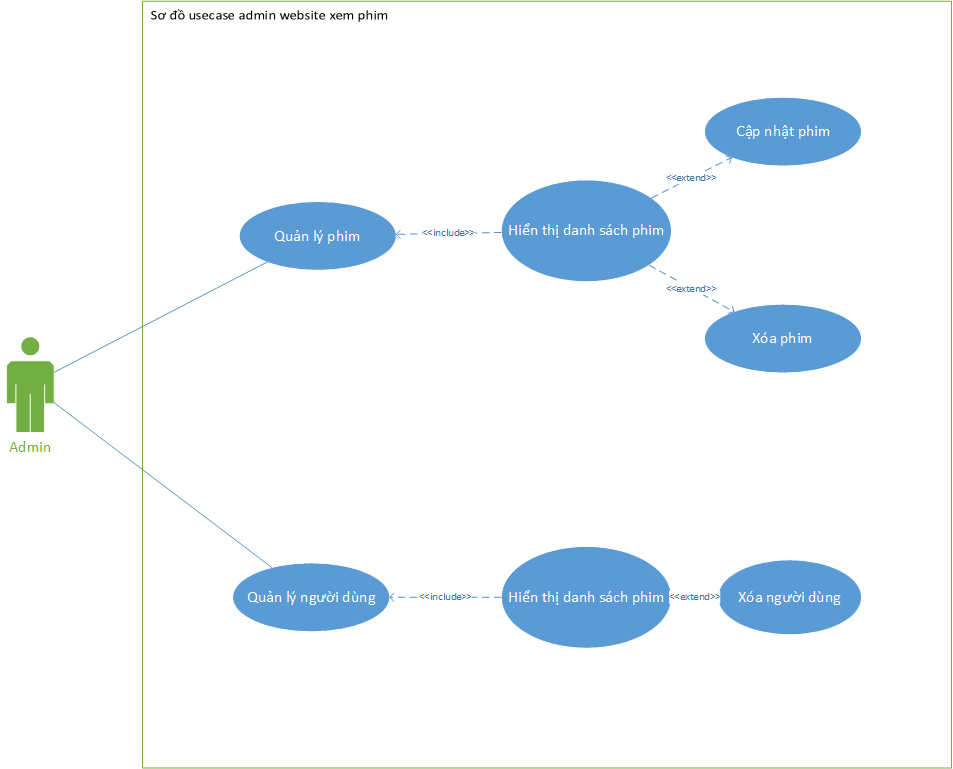 Sơ đồ usecase admin website xem phim
Cập nhật phim
<<extend>>
Quản lý phim
<<include>>
Hiển thị danh sách phim
<<extend>>
Xóa phim
Admin
Quản lý người dùng
<<include>>
Hiển thị danh sách phim
<<extend>>
Xóa người dùng